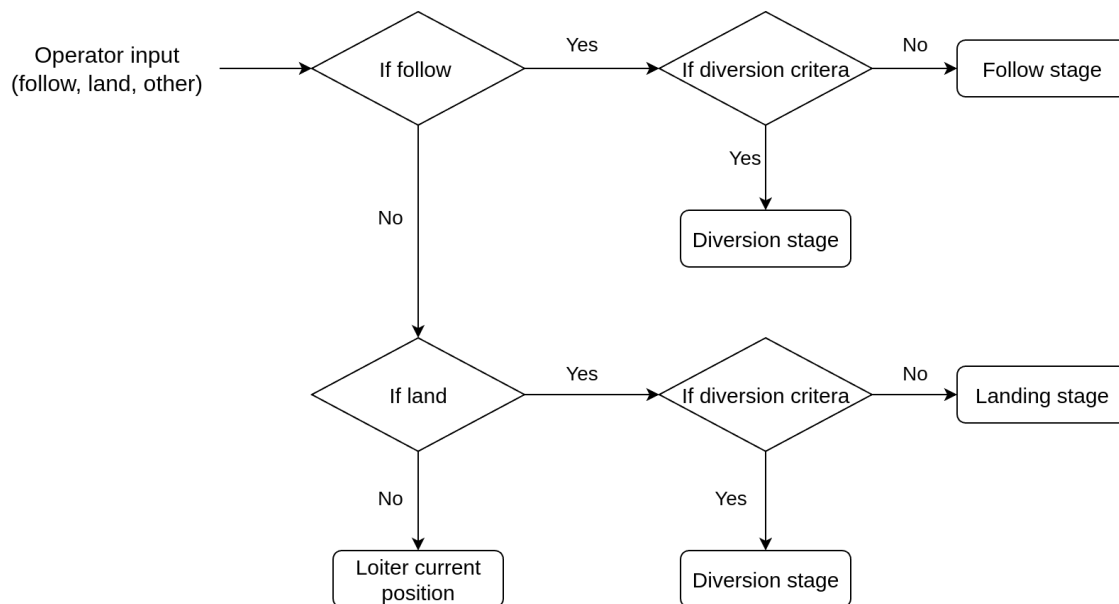 Operator input
(follow, land, other)
If follow
Yes
If diversion critera
No
Follow stage
Yes
Diversion stage
No
If land
Yes
If diversion critera
No
Landing stage
No
Yes
Loiter current
position
Diversion stage